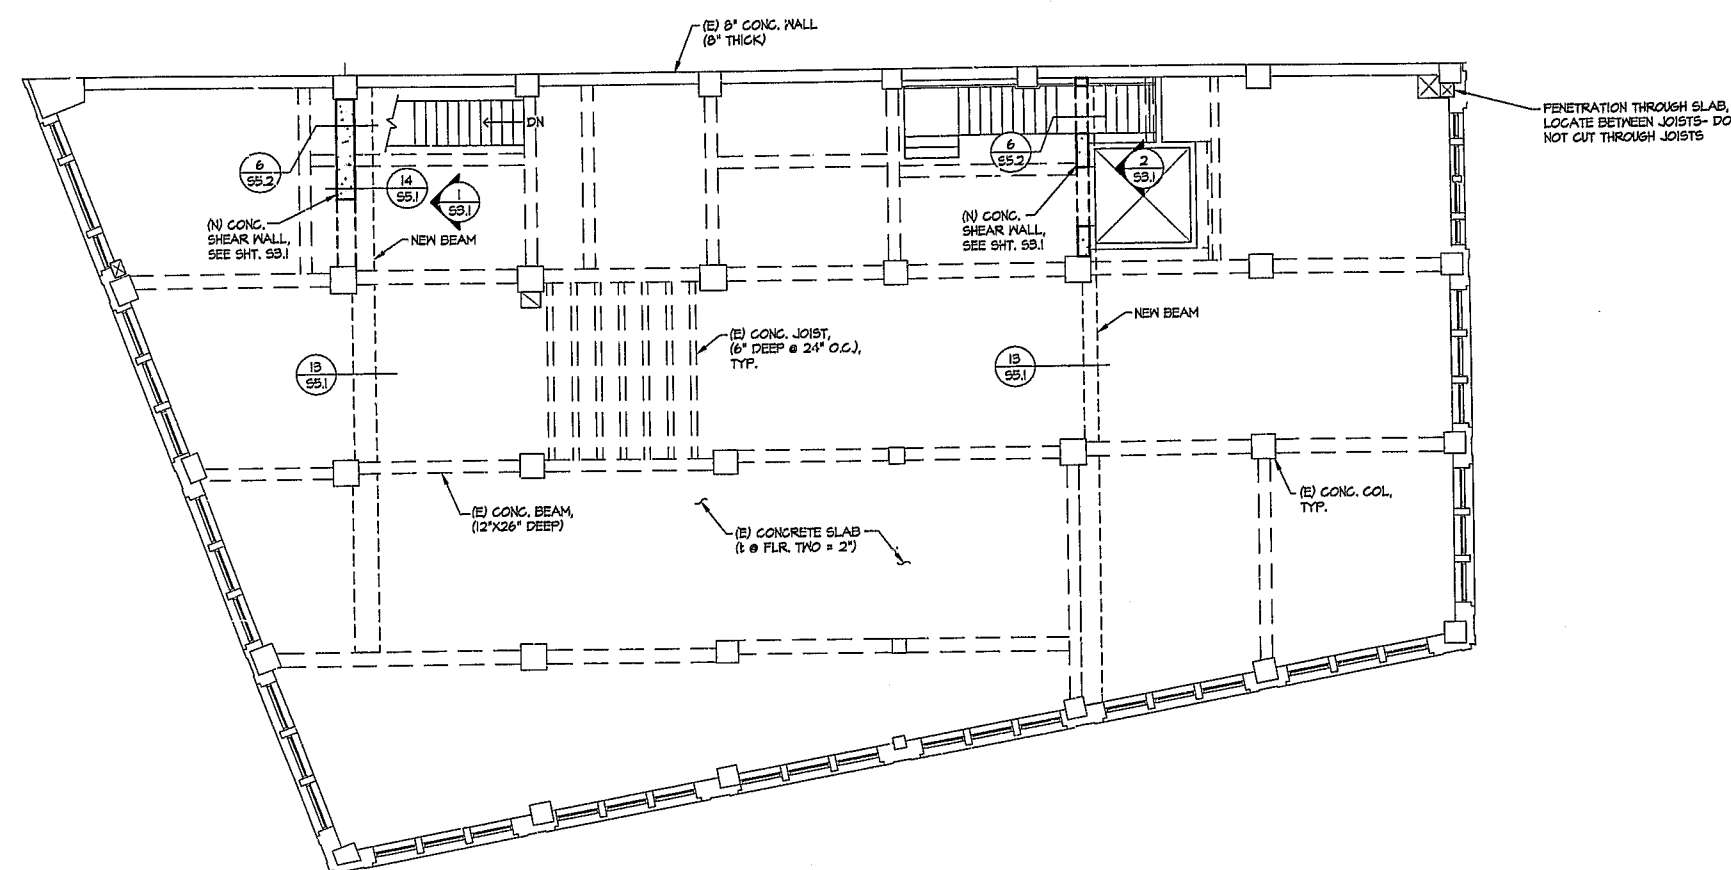 (E) 8" CONC. WALL
(8" THICK)
PENETRATION THROUGH SLAB,
LOCATE BETWEEN JOISTS- DO
NOT CUT THROUGH JOISTS
DN
6
S5.2
14
S5.1
1
S3.1
6
S5.2
2
S3.1
(N) CONC.
SHEAR WALL,
SEE SHT. S3.1
NEW BEAM
(N) CONC.
SHEAR WALL,
SEE SHT. S3.1
NEW BEAM
(E) CONC. JOIST,
(6" DEEP @ 24" O.C.),
TYP.
13
S5.1
13
S5.1
(E) CONC. BEAM,
(12"X26" DEEP)
(E) CONCRETE SLAB
(t @ FLR. TWO = 2")
(E) CONC. COL,
TYP.